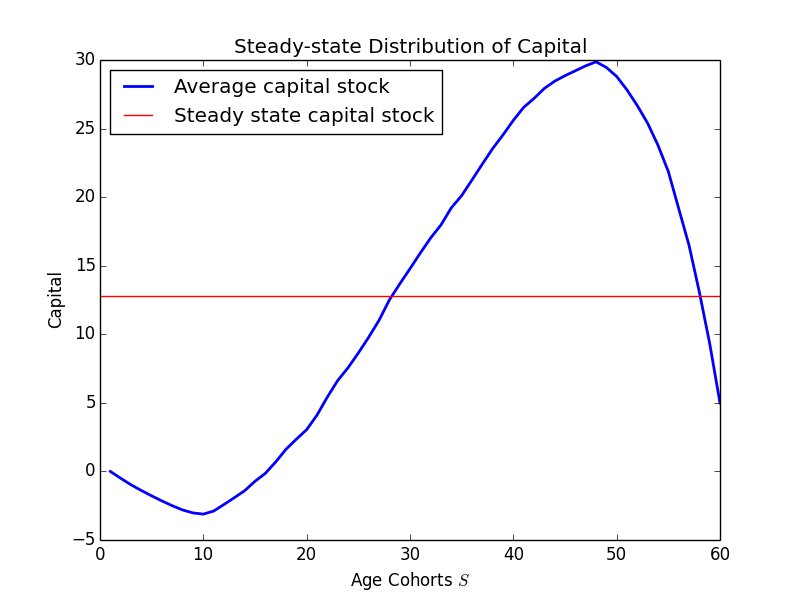 Steady-state Distribution of Capital
Average capital stock
Steady state capital stock
30
25
20
15
10
5
0
−5
Capital
0 10 20 30 40 50 60
Age Cohorts S